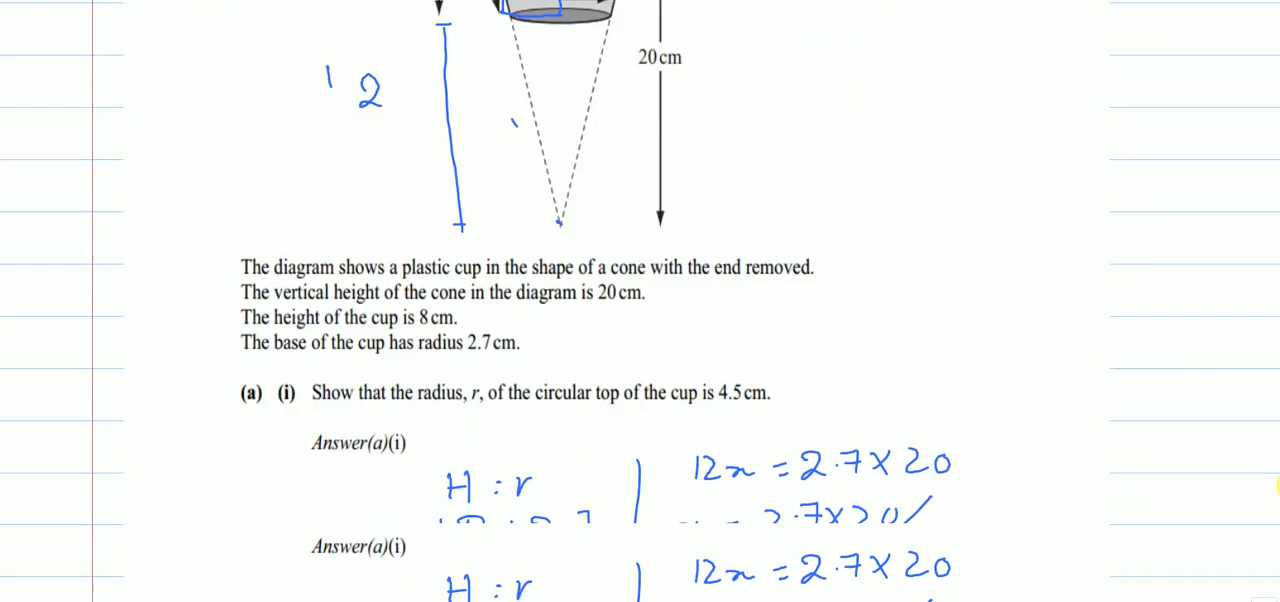 20 cm
12
The diagram shows a plastic cup in the shape of a cone with the end removed.
The vertical height of the cone in the diagram is 20 cm.
The height of the cup is 8 cm.
The base of the cup has radius 2.7 cm.
(a) (i) Show that the radius, r, of the circular top of the cup is 4.5 cm.
Answer(a)(i)
H : r
12x = 2.7 × 20
Answer(a)(i)
H : r
12x = 2.7 × 20